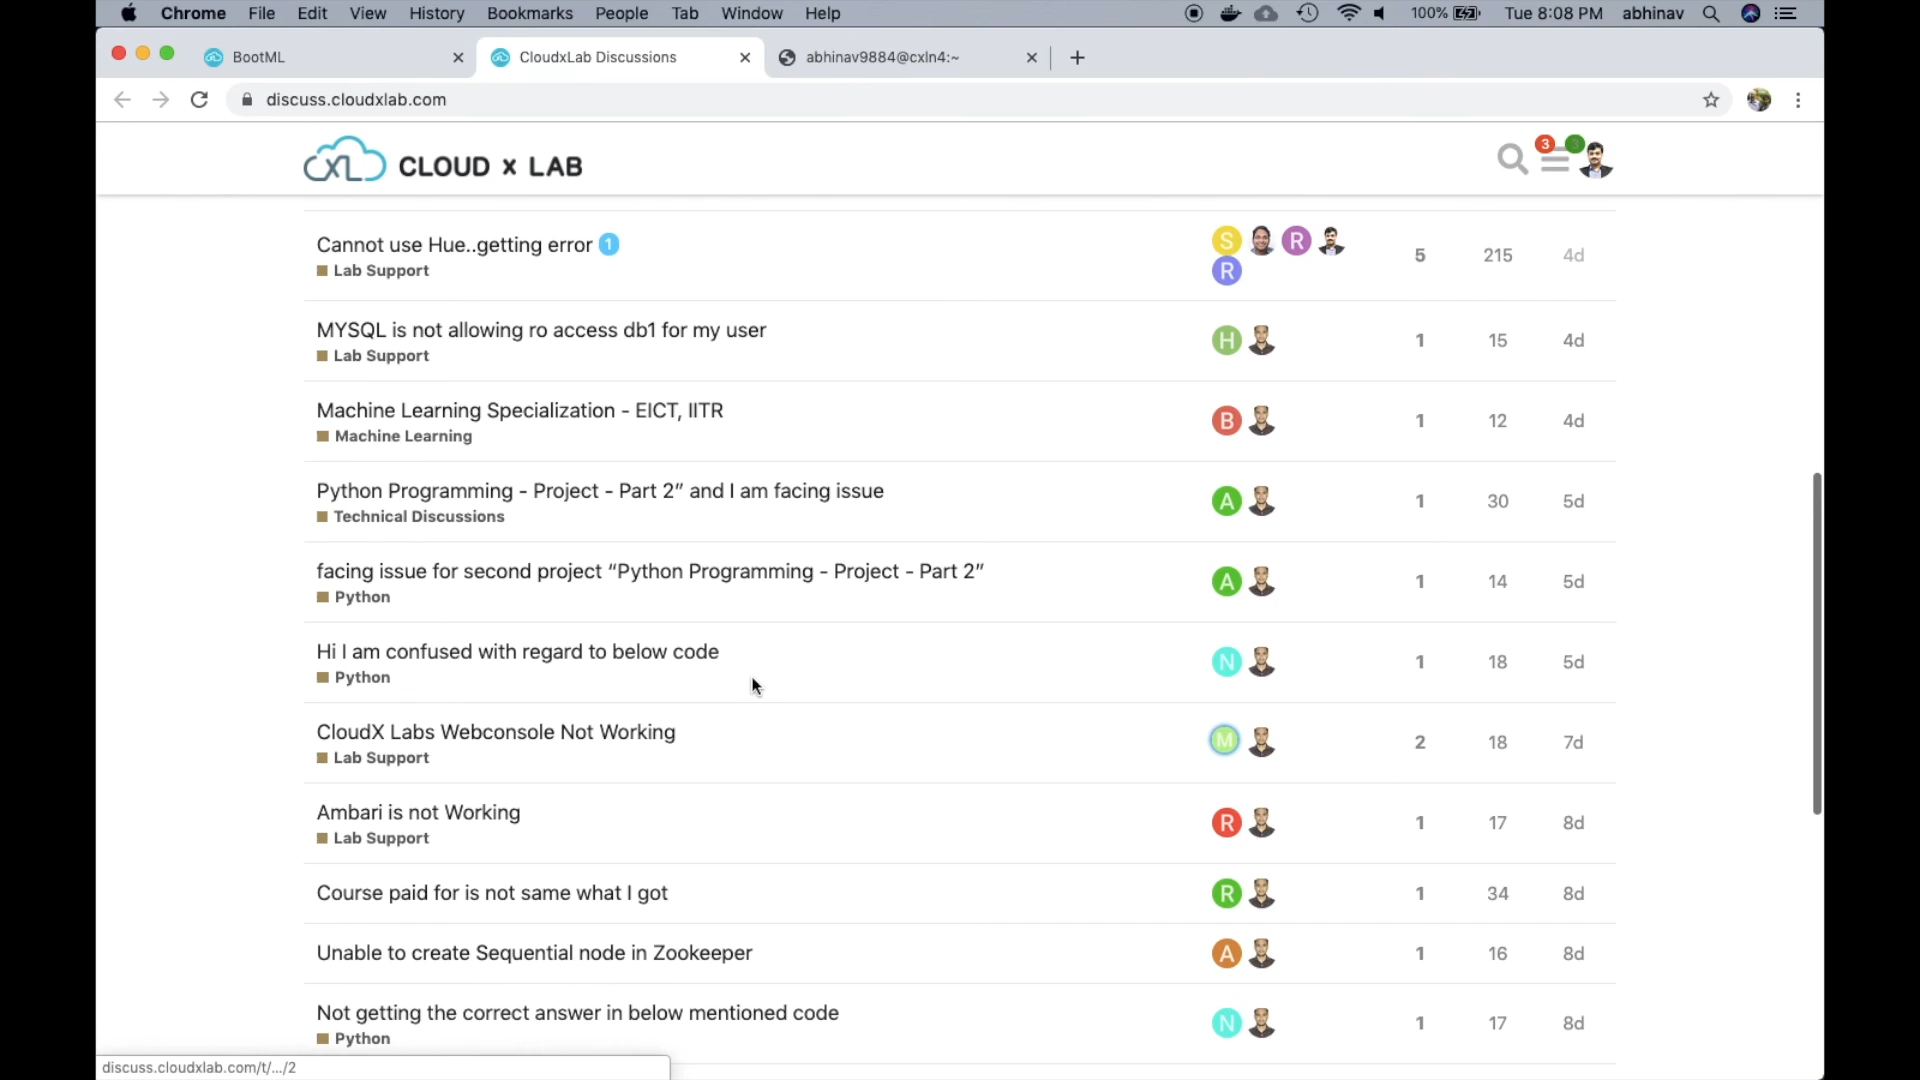 Chrome File Edit View History Bookmarks People Tab Window Help 100% Tue 8:08 PM abhinav
BootML CloudxLab Discussions abhinav9884@cxln4:~
discuss.cloudxlab.com
CXL CLOUD x LAB 3 3
Cannot use Hue..getting error 1 S R 5 215 4d
Lab Support R
MYSQL is not allowing ro access db1 for my user H 1 15 4d
Lab Support
Machine Learning Specialization - EICT, IITR B 1 12 4d
Machine Learning
Python Programming - Project - Part 2” and I am facing issue A 1 30 5d
Technical Discussions
facing issue for second project “Python Programming - Project - Part 2” A 1 14 5d
Python
Hi I am confused with regard to below code N 1 18 5d
Python
CloudX Labs Webconsole Not Working M 2 18 7d
Lab Support
Ambari is not Working R 1 17 8d
Lab Support
Course paid for is not same what I got R 1 34 8d
Unable to create Sequential node in Zookeeper A 1 16 8d
Not getting the correct answer in below mentioned code N 1 17 8d
Python
discuss.cloudxlab.com/t/.../2